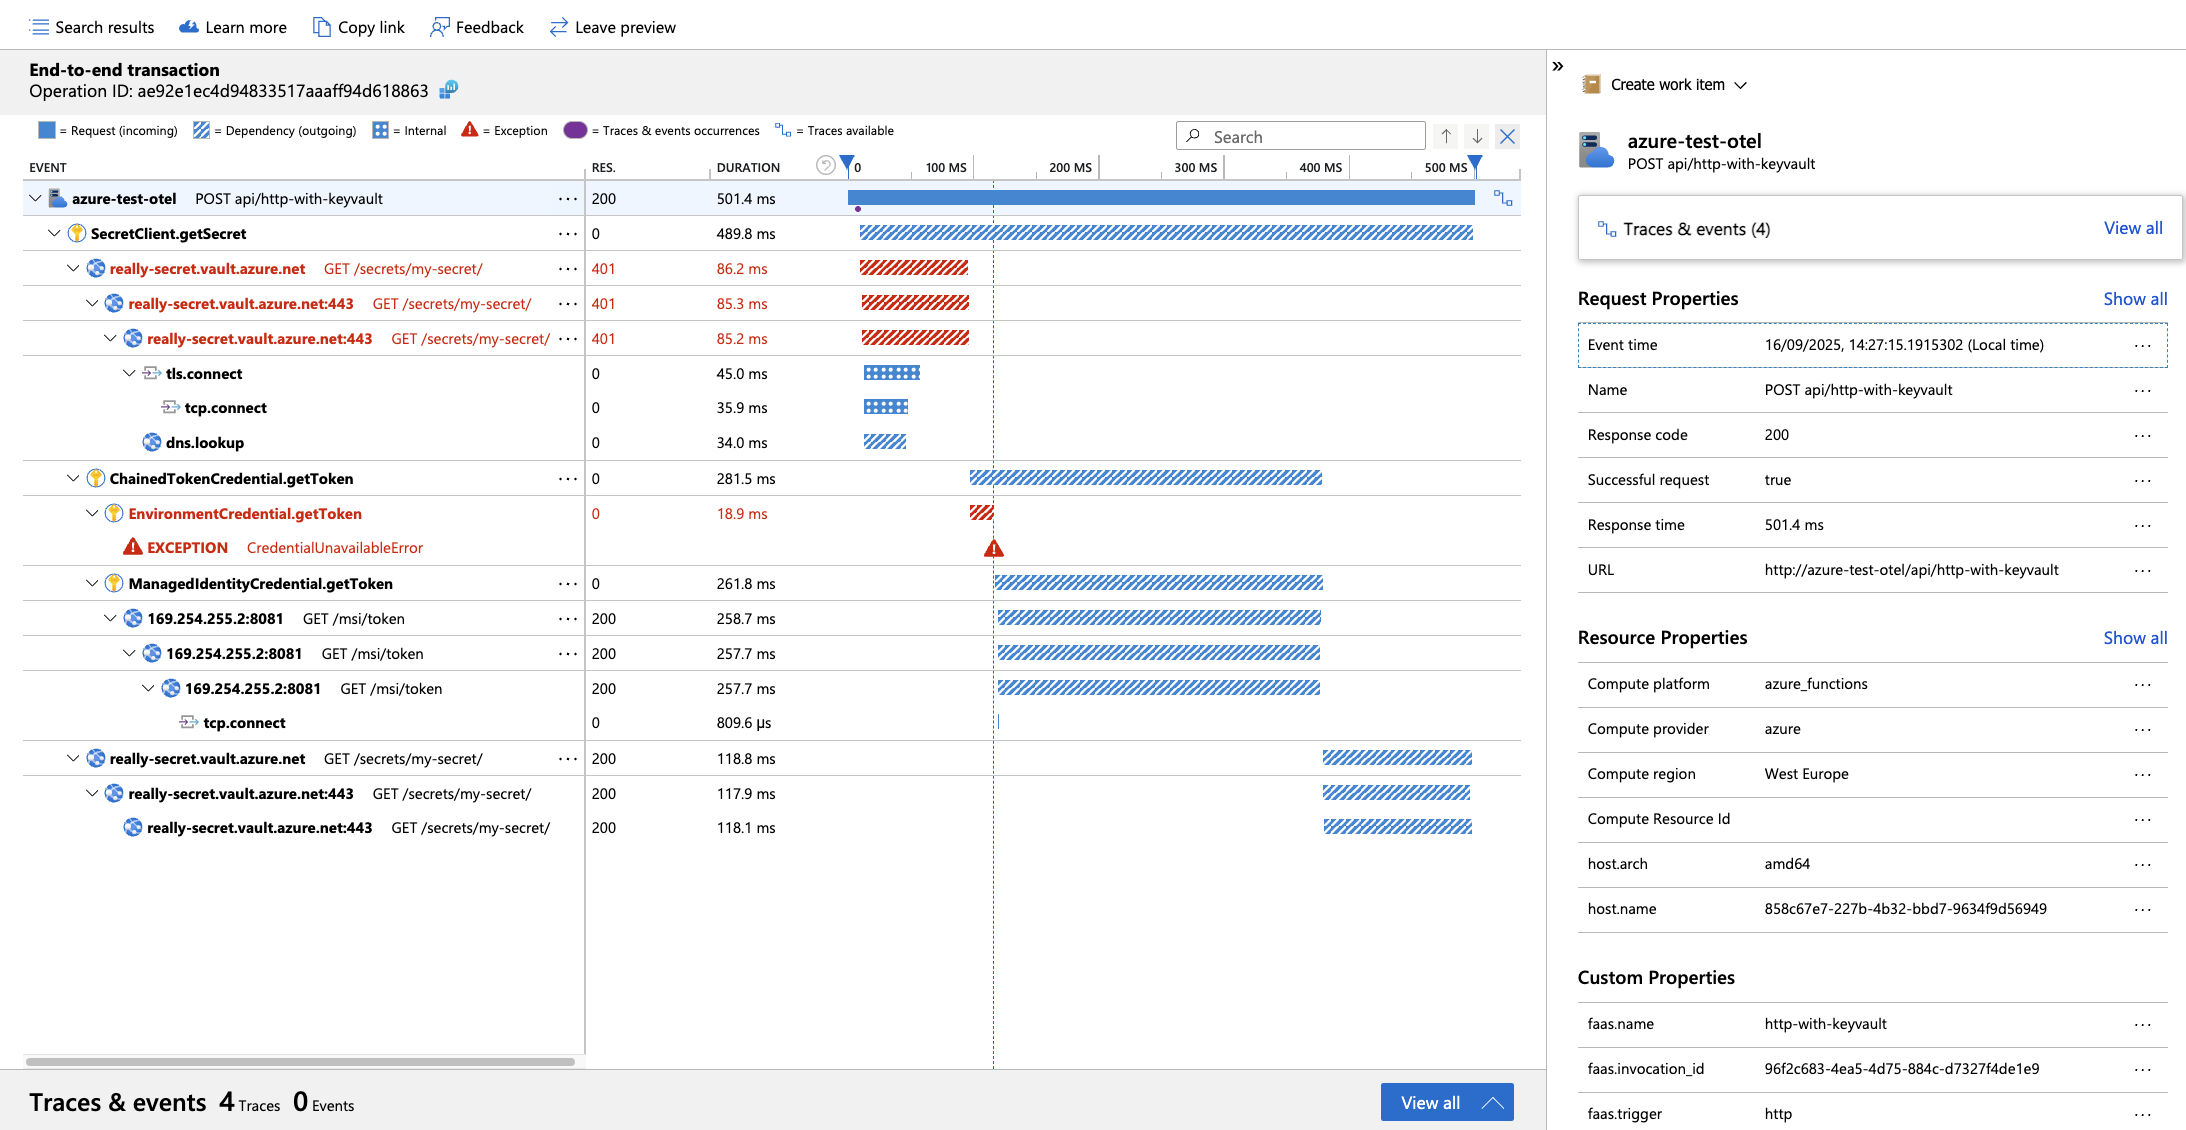 Search results Learn more Copy link Feedback Leave preview
End-to-end transaction
Operation ID: ae92e1ec4d94833517aaaff94d618863
= Request (incoming) = Dependency (outgoing) = Internal = Exception = Traces & events occurrences = Traces available
Search
EVENT RES. DURATION 0 100 MS 200 MS 300 MS 400 MS 500 MS
azure-test-otel POST api/http-with-keyvault ... 200 501.4 ms
SecretClient.getSecret ... 0 489.8 ms
really-secret.vault.azure.net GET /secrets/my-secret/ ... 401 86.2 ms
really-secret.vault.azure.net:443 GET /secrets/my-secret/ ... 401 85.3 ms
really-secret.vault.azure.net:443 GET /secrets/my-secret/ ... 401 85.2 ms
tls.connect 0 45.0 ms
tcp.connect 0 35.9 ms
dns.lookup 0 34.0 ms
ChainedTokenCredential.getToken ... 0 281.5 ms
EnvironmentCredential.getToken 0 18.9 ms
EXCEPTION CredentialUnavailableError
ManagedIdentityCredential.getToken ... 0 261.8 ms
169.254.255.2:8081 GET /msi/token ... 200 258.7 ms
169.254.255.2:8081 GET /msi/token ... 200 257.7 ms
169.254.255.2:8081 GET /msi/token 200 257.7 ms
tcp.connect 0 809.6 µs
really-secret.vault.azure.net GET /secrets/my-secret/ ... 200 118.8 ms
really-secret.vault.azure.net:443 GET /secrets/my-secret/ 200 117.9 ms
really-secret.vault.azure.net:443 GET /secrets/my-secret/ 200 118.1 ms
Traces & events 4 Traces 0 Events
View all
Create work item
azure-test-otel
POST api/http-with-keyvault
Traces & events (4) View all
Request Properties Show all
Event time 16/09/2025, 14:27:15.1915302 (Local time) ...
Name POST api/http-with-keyvault ...
Response code 200 ...
Successful request true ...
Response time 501.4 ms ...
URL http://azure-test-otel/api/http-with-keyvault ...
Resource Properties Show all
Compute platform azure_functions ...
Compute provider azure ...
Compute region West Europe ...
Compute Resource Id ...
host.arch amd64 ...
host.name 858c67e7-227b-4b32-bbd7-9634f9d56949 ...
Custom Properties
faas.name http-with-keyvault ...
faas.invocation_id 96f2c683-4ea5-4d75-884c-d7327f4de1e9 ...
faas.trigger http ...